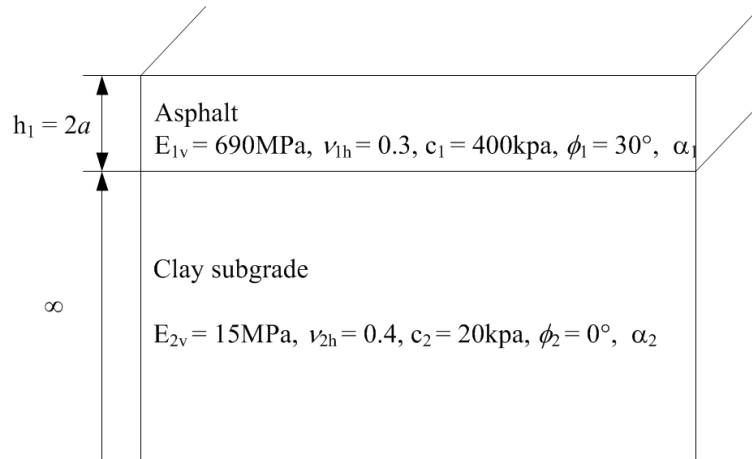 Asphalt
h₁ = 2a
E₁ᵥ = 690MPa, ν₁ₕ = 0.3, c₁ = 400kpa, ϕ₁ = 30°, α₁
Clay subgrade
∞
E₂ᵥ = 15MPa, ν₂ₕ = 0.4, c₂ = 20kpa, ϕ₂ = 0°, α₂